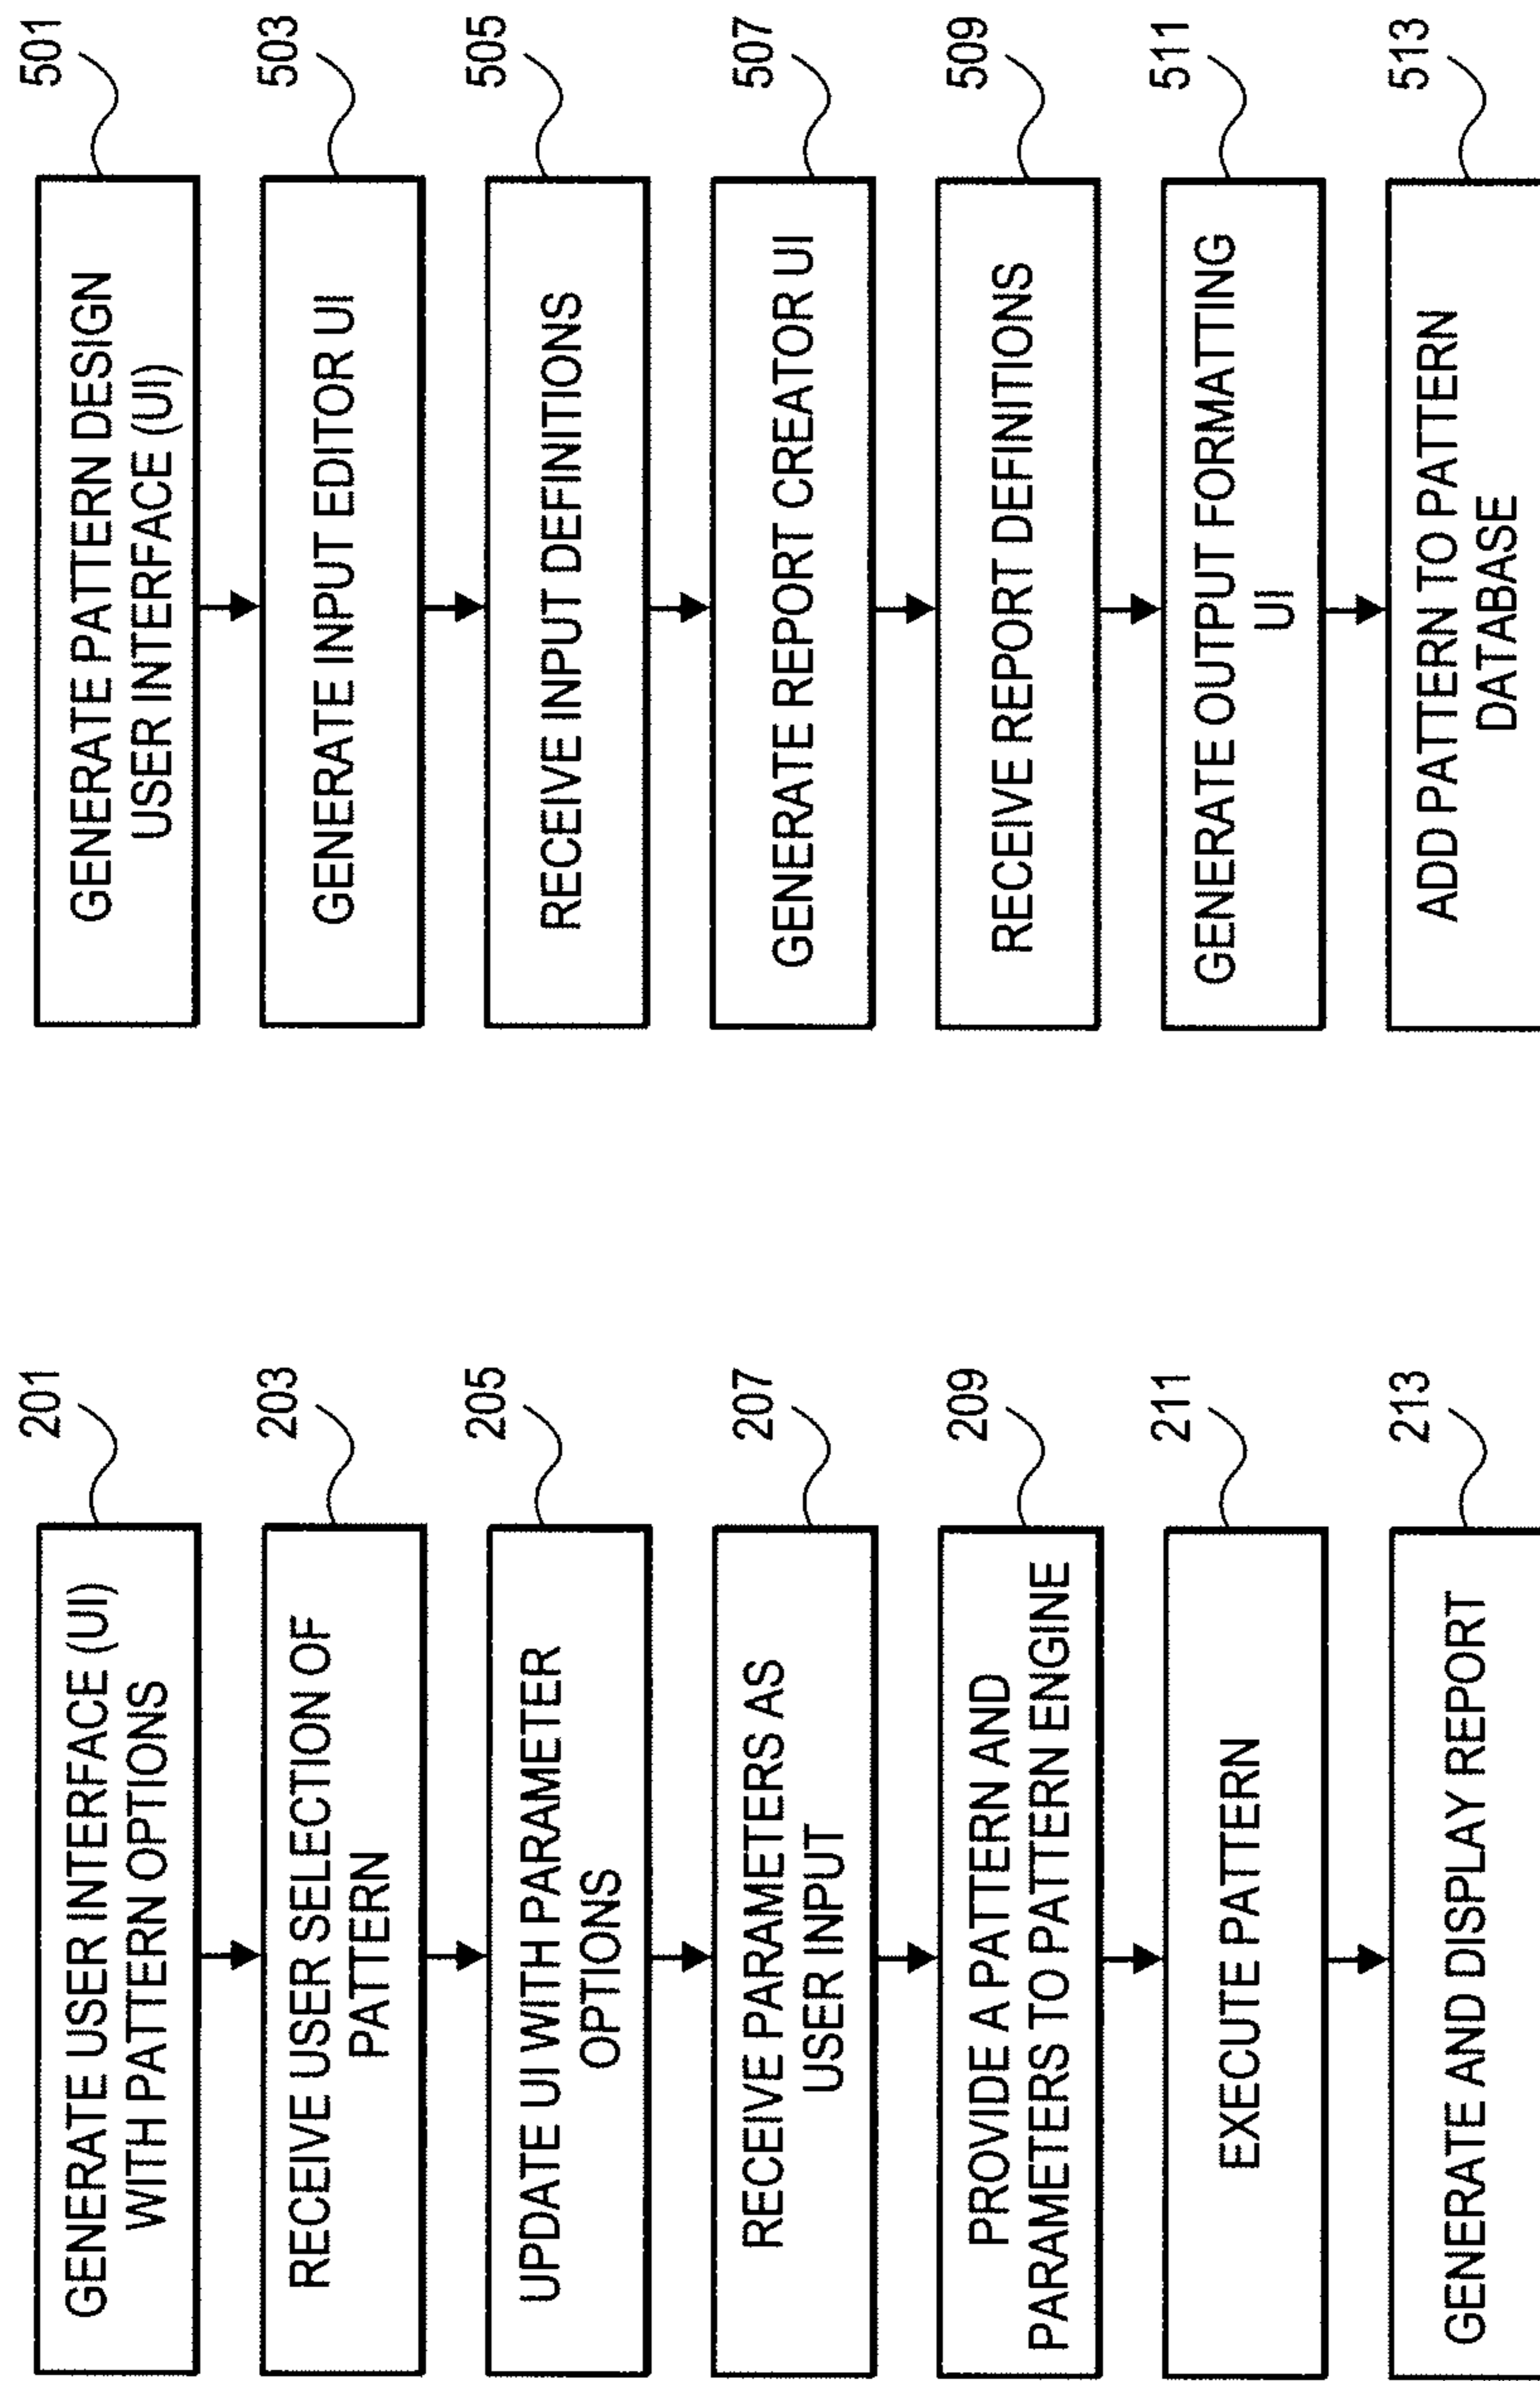 201
GENERATE USER INTERFACE (UI)
WITH PATTERN OPTIONS
203
RECEIVE USER SELECTION OF
PATTERN
205
UPDATE UI WITH PARAMETER
OPTIONS
207
RECEIVE PARAMETERS AS
USER INPUT
209
PROVIDE A PATTERN AND
PARAMETERS TO PATTERN ENGINE
211
EXECUTE PATTERN
213
GENERATE AND DISPLAY REPORT
501
GENERATE PATTERN DESIGN
USER INTERFACE (UI)
503
GENERATE INPUT EDITOR UI
505
RECEIVE INPUT DEFINITIONS
507
GENERATE REPORT CREATOR UI
509
RECEIVE REPORT DEFINITIONS
511
GENERATE OUTPUT FORMATTING
UI
513
ADD PATTERN TO PATTERN
DATABASE